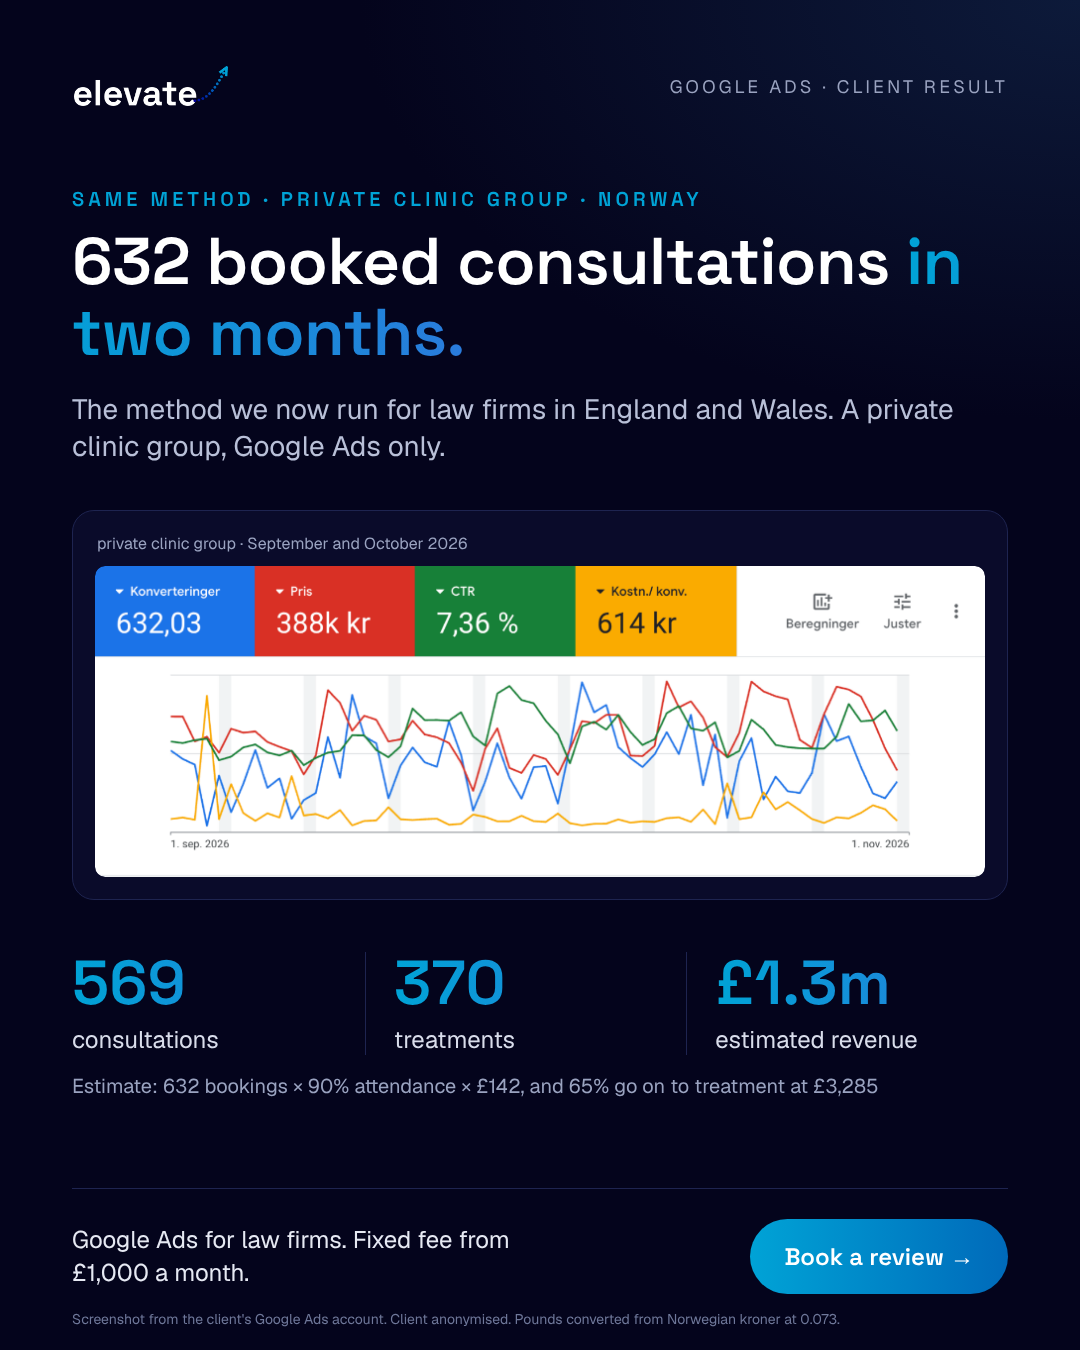 elevate
GOOGLE ADS · CLIENT RESULT
SAME METHOD · PRIVATE CLINIC GROUP · NORWAY
632 booked consultations in
two months.
The method we now run for law firms in England and Wales. A private
clinic group, Google Ads only.
private clinic group · September and October 2026
Konverteringer
632,03
Pris
388k kr
CTR
7,36 %
Kostn./ konv.
614 kr
Beregninger
Juster
1. sep. 2026
1. nov. 2026
569
consultations
370
treatments
£1.3m
estimated revenue
Estimate: 632 bookings × 90% attendance × £142, and 65% go on to treatment at £3,285
Google Ads for law firms. Fixed fee from
£1,000 a month.
Book a review →
Screenshot from the client's Google Ads account. Client anonymised. Pounds converted from Norwegian kroner at 0.073.